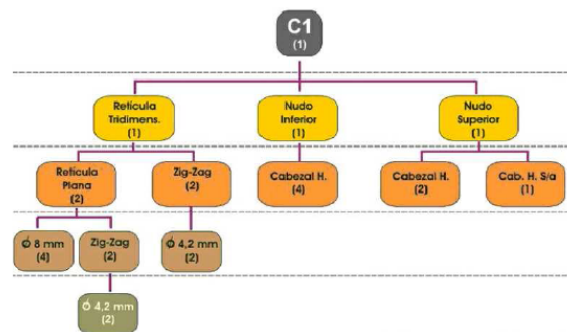 C1
(1)
Retícula
Tridimens.
(1)
Nudo
Inferior
(1)
Nudo
Superior
(1)
Retícula
Plana
(2)
Zig-Zag
(2)
Cabezal H.
(4)
Cabezal H.
(2)
Cab. H. S/a
(1)
ϕ 8 mm
(4)
Zig-Zag
(2)
ϕ 4,2 mm
(2)
ϕ 4,2 mm
(2)